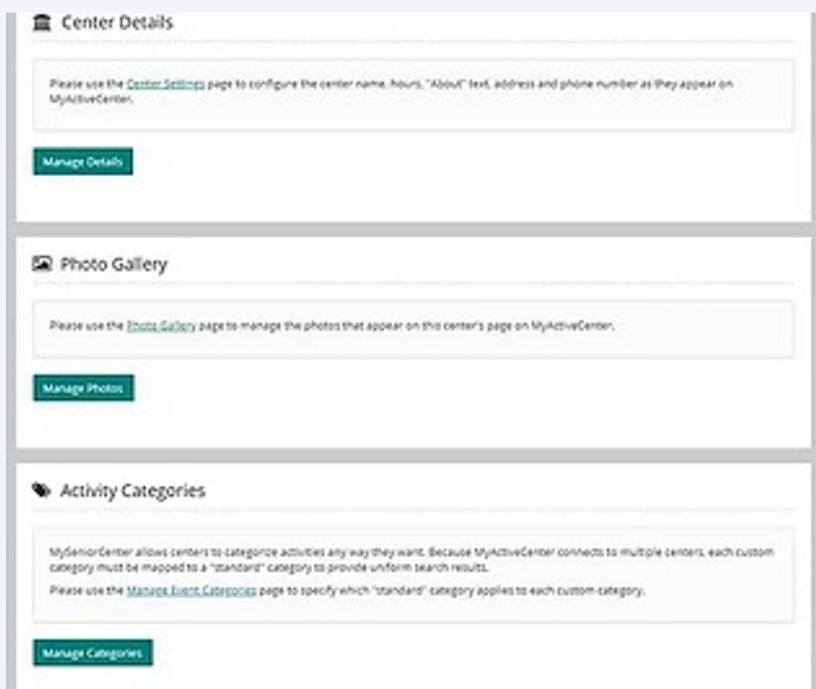 Center Details
Please use the Center Settings page to configure the center name, hours, "About" text, address and phone number as they appear on
MyActiveCenter.
Manage Details
Photo Gallery
Please use the Photo Gallery page to manage the photos that appear on this center's page on MyActiveCenter.
Manage Photos
Activity Categories
MySeniorCenter allows centers to categorize activities any way they want. Because MyActiveCenter connects to multiple centers, each custom
category must be mapped to a "standard" category to provide uniform search results.
Please use the Manage Event Categories page to specify which "standard" category applies to each custom category.
Manage Categories